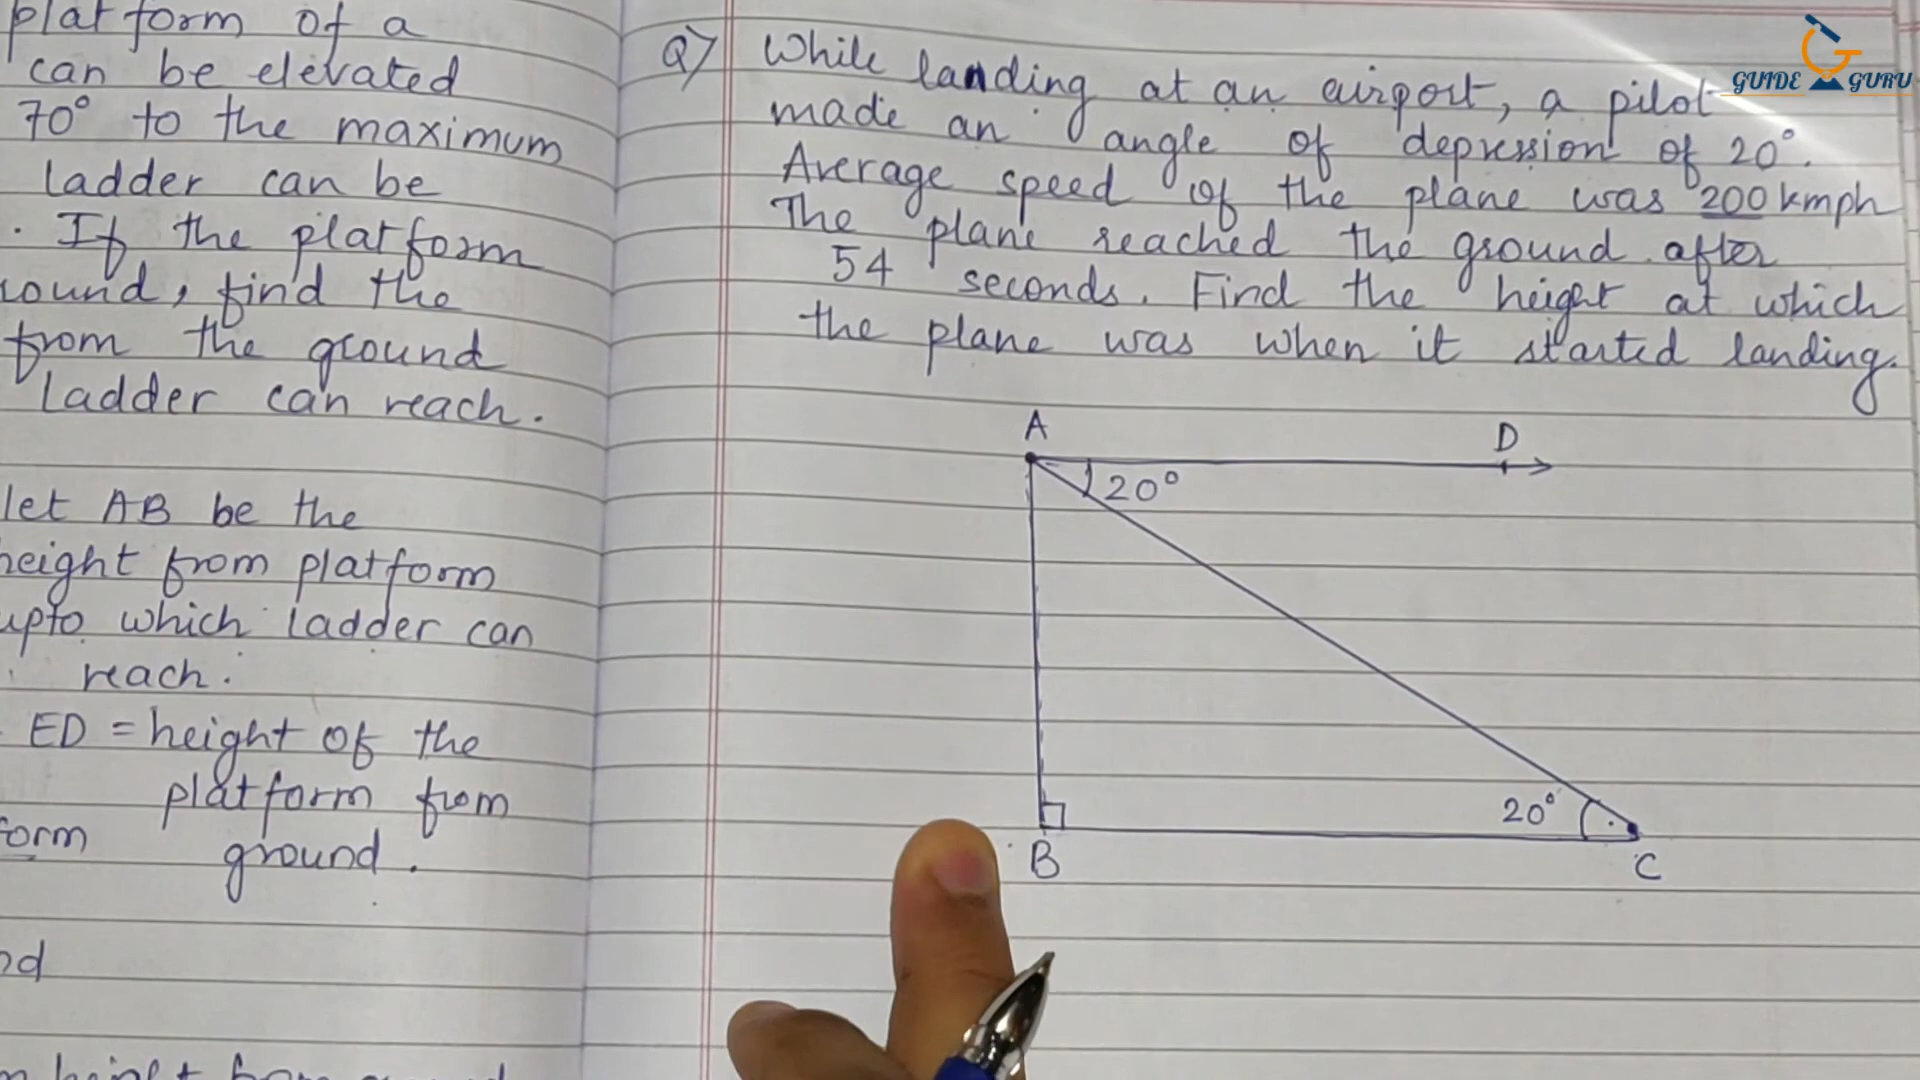 platform of a
can be elevated
70° to the maximum
ladder can be
. If the platform
round, find the
from the ground
ladder can reach.
let AB be the
height from platform
upto which ladder can
reach.
ED = height of the
platform from
form ground.
Q7 While landing at an airport, a pilot
made an angle of depression of 20°.
Average speed of the plane was 200 kmph
The plane reached the ground after
54 seconds. Find the height at which
the plane was when it started landing.
A
D
20°
20°
B
C
GUIDE GURU